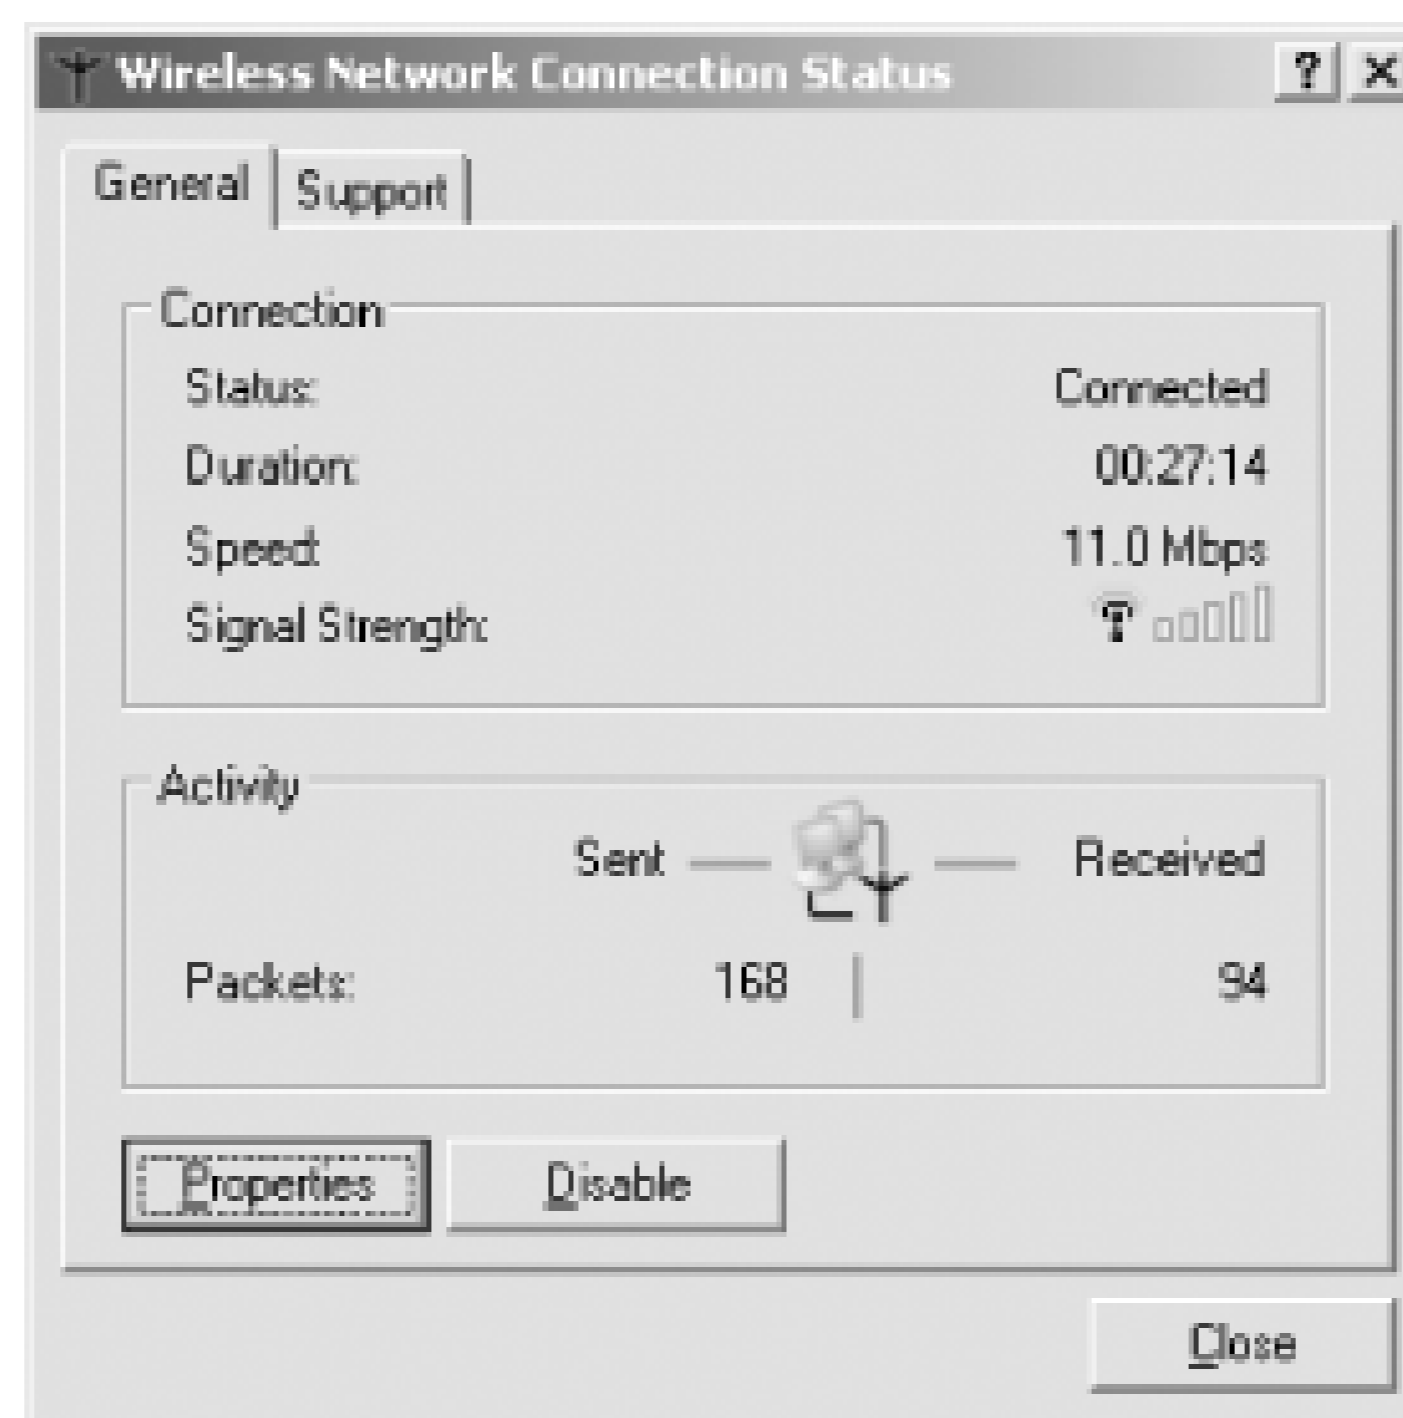 Wireless Network Connection Status ? X
General Support
Connection
Status: Connected
Duration: 00:27:14
Speed: 11.0 Mbps
Signal Strength:
Activity
Sent Received
Packets: 168 94
Properties Disable
Close